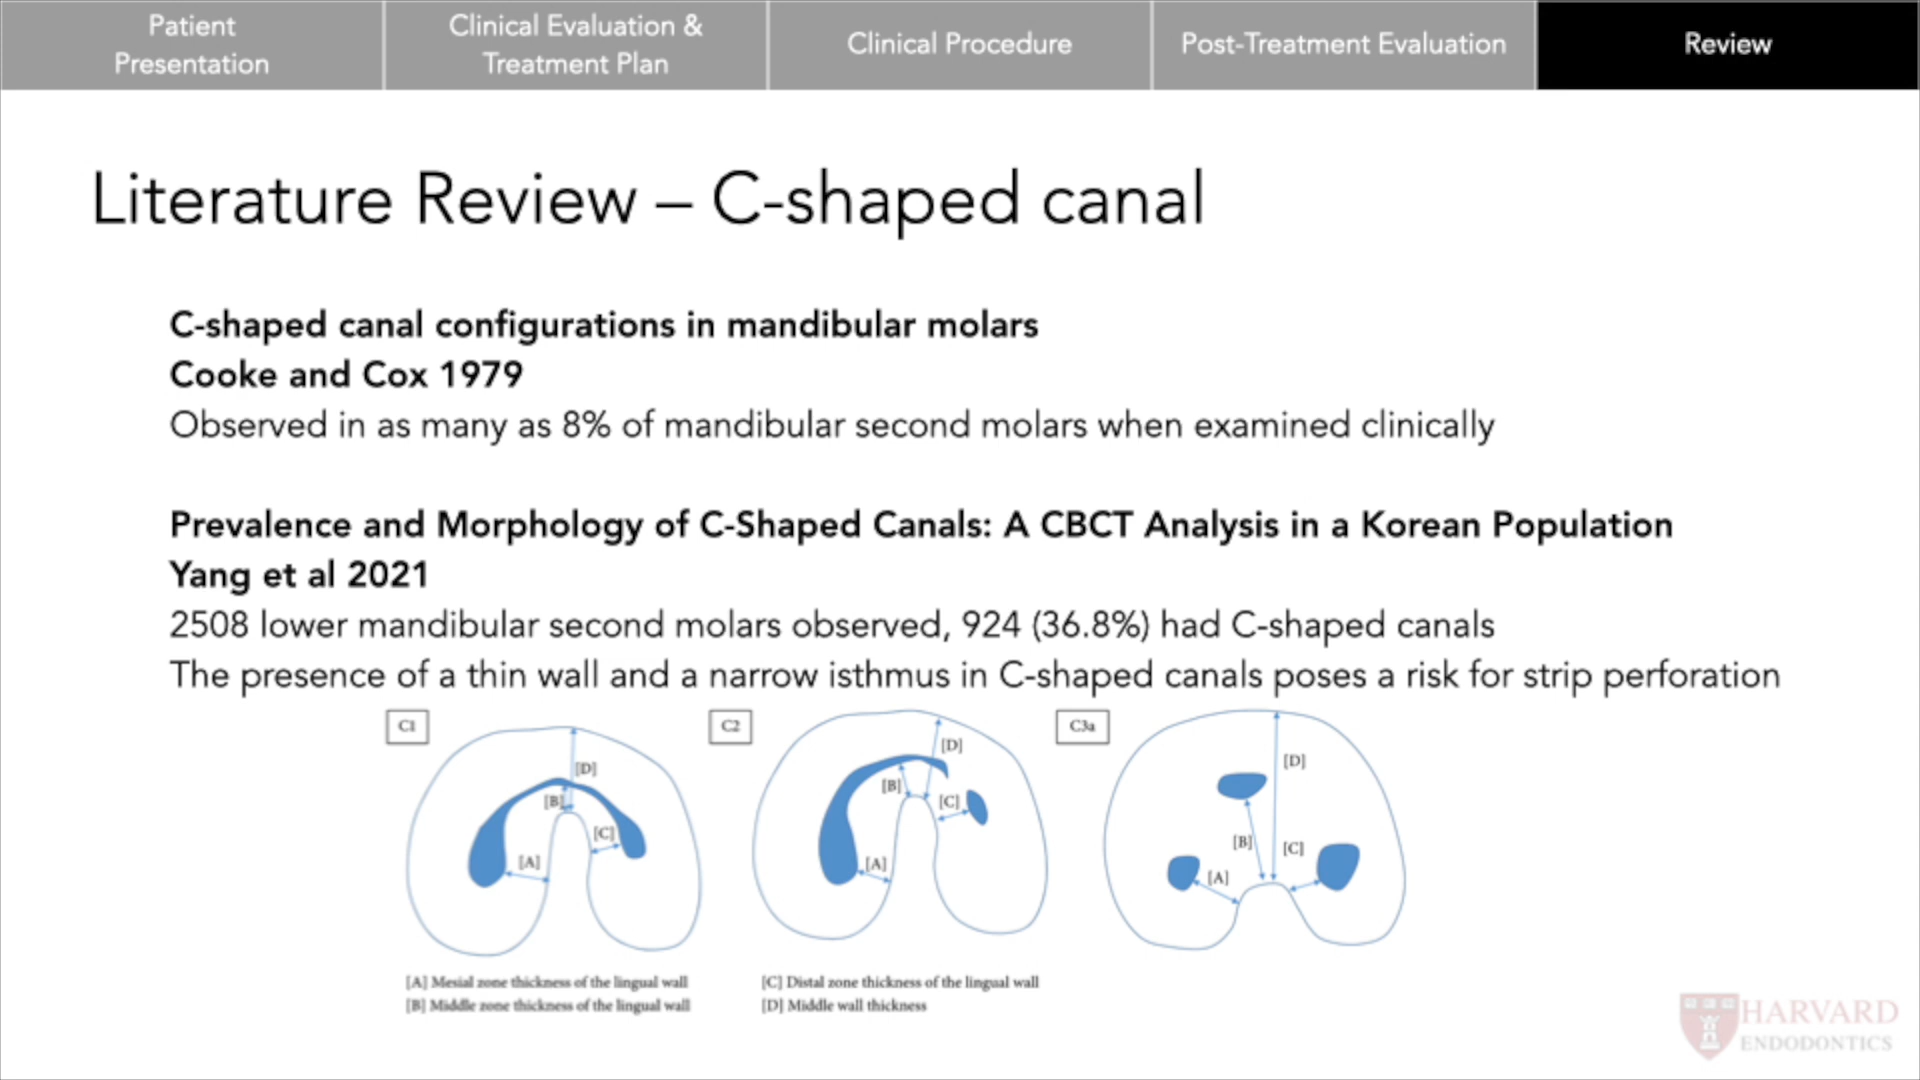 Patient
Presentation
Clinical Evaluation &
Treatment Plan
Clinical Procedure
Post-Treatment Evaluation
Review
Literature Review – C-shaped canal
C-shaped canal configurations in mandibular molars
Cooke and Cox 1979
Observed in as many as 8% of mandibular second molars when examined clinically
Prevalence and Morphology of C-Shaped Canals: A CBCT Analysis in a Korean Population
Yang et al 2021
2508 lower mandibular second molars observed, 924 (36.8%) had C-shaped canals
The presence of a thin wall and a narrow isthmus in C-shaped canals poses a risk for strip perforation
C1
[D]
[B]
[C]
[A]
C2
[D]
[B]
[C]
[A]
C3a
[D]
[B]
[C]
[A]
[A] Mesial zone thickness of the lingual wall
[B] Middle zone thickness of the lingual wall
[C] Distal zone thickness of the lingual wall
[D] Middle wall thickness
HARVARD
ENDODONTICS